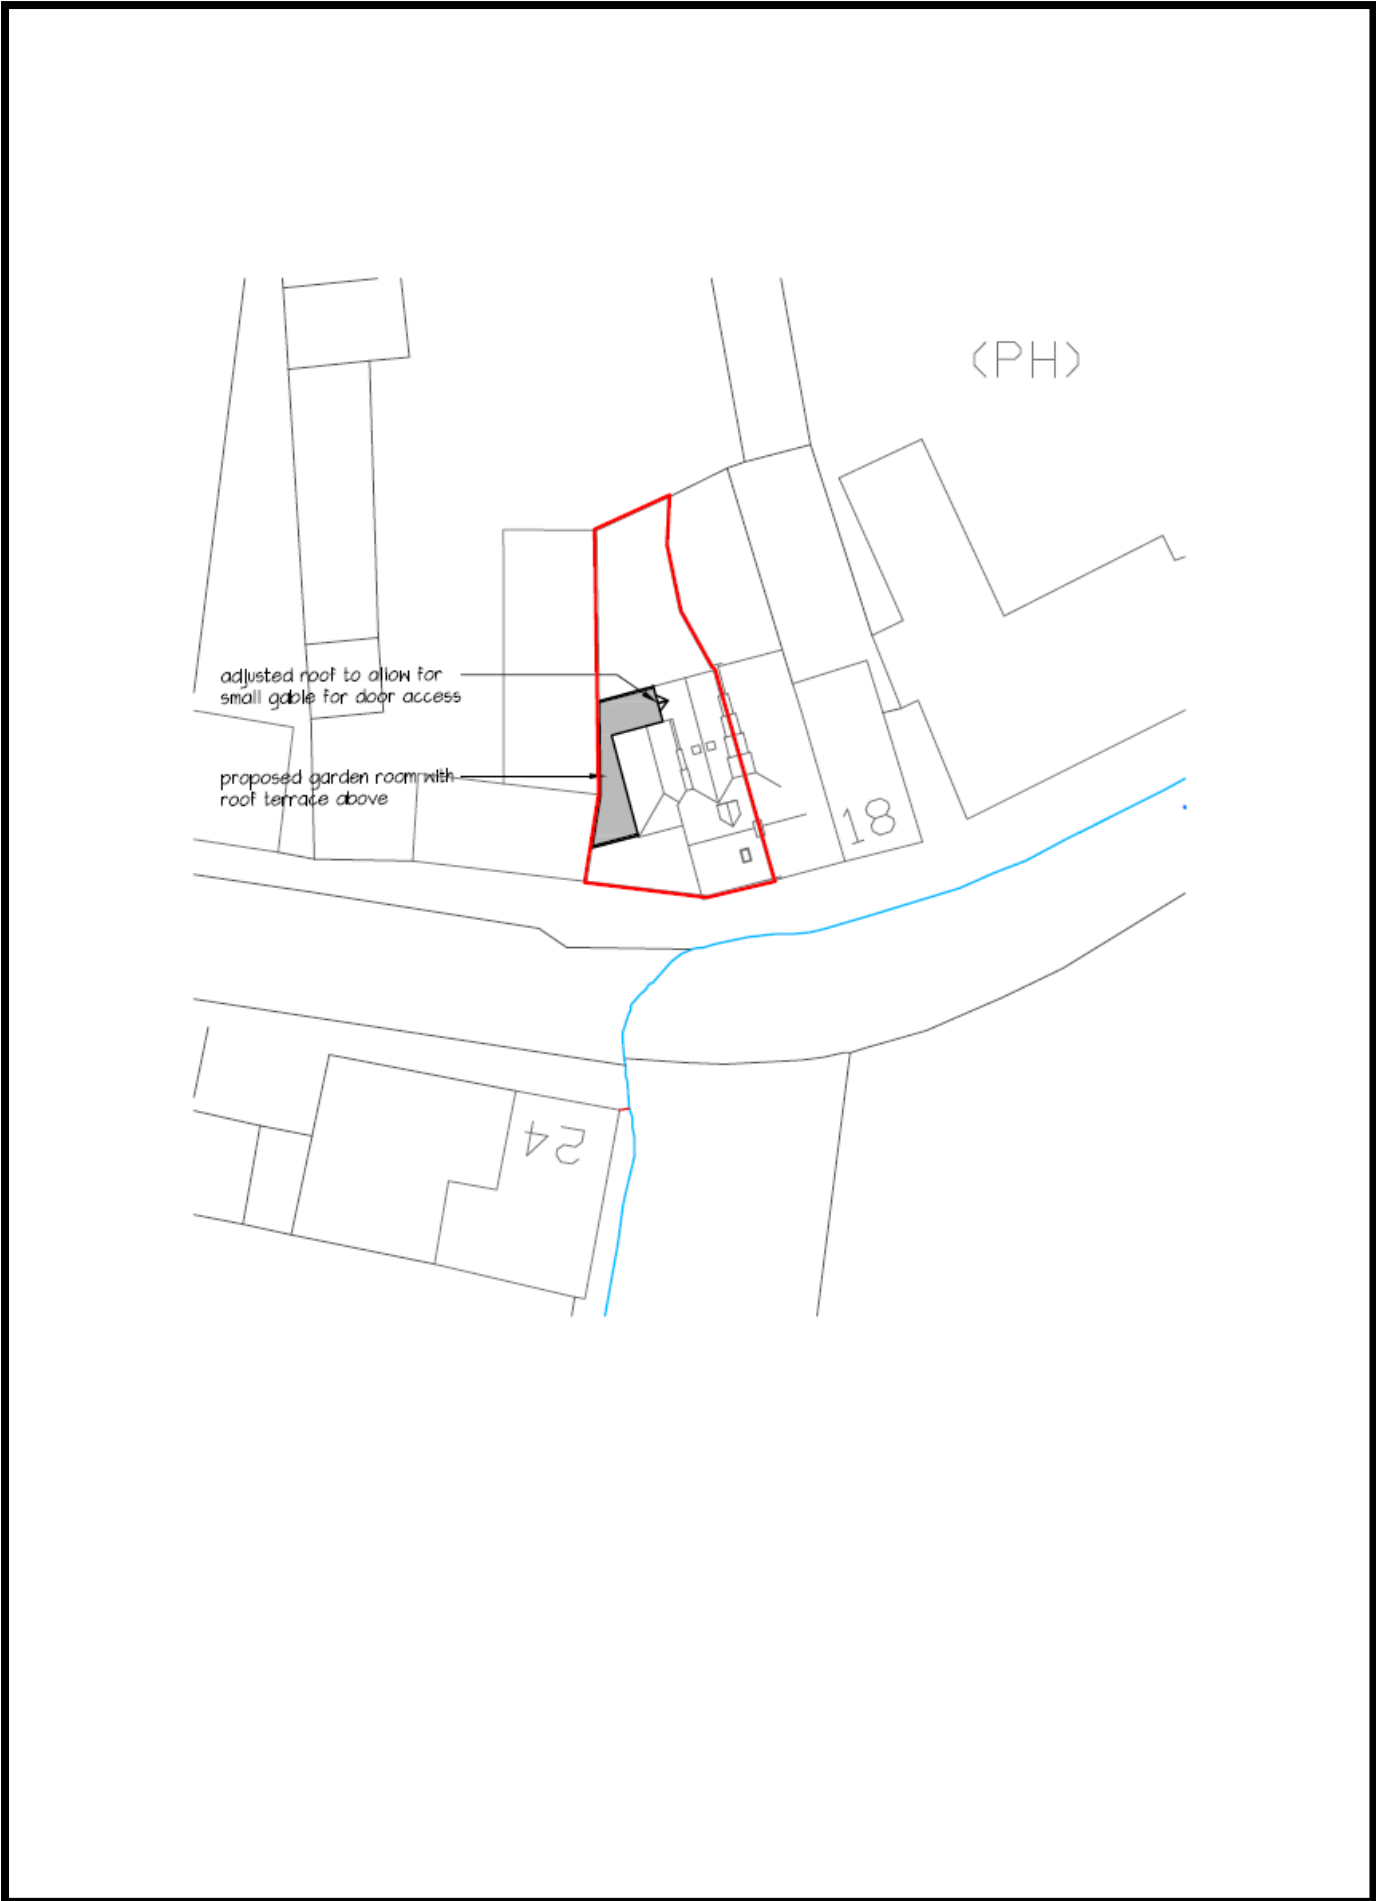 (PH)
adjusted roof to allow for
small gable for door access
proposed garden room with
roof terrace above
18
24